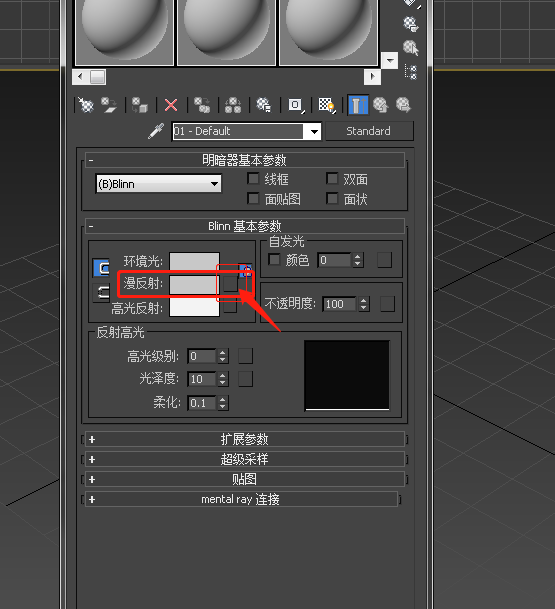 01 - Default Standard
明暗器基本参数
(B)Blinn 线框 双面
面贴图 面状
Blinn 基本参数
自发光
环境光: 颜色 0
漫反射:
高光反射: 不透明度: 100
反射高光
高光级别: 0
光泽度: 10
柔化: 0.1
扩展参数
超级采样
贴图
mental ray 连接